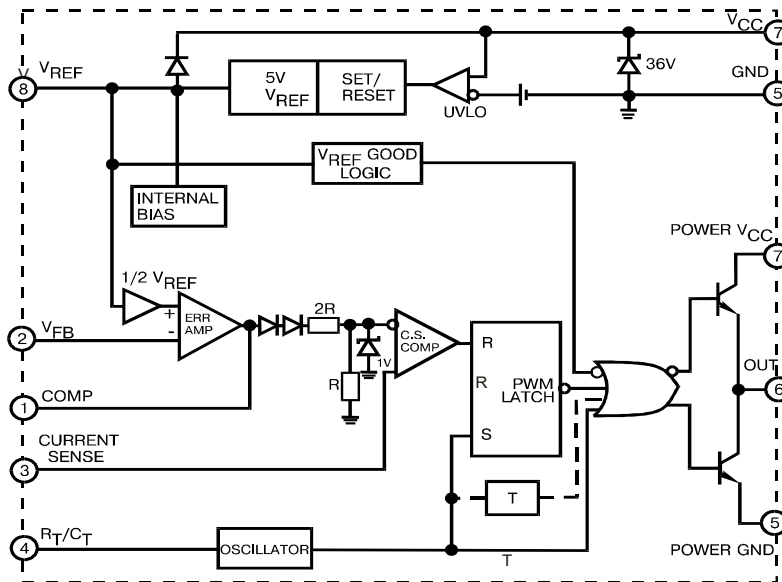 VCC
7
VREF
8
5V
VREF
SET/
RESET
36V
GND
5
UVLO
VREF GOOD
LOGIC
INTERNAL
BIAS
POWER VCC
7
1/2 VREF
+
-
ERR
AMP
2R
C.S.
COMP
1V
R
VFB
2
R
R
PWM
LATCH
S
OUT
6
COMP
1
CURRENT
SENSE
3
T
RT/CT
4
OSCILLATOR
T
5
POWER GND